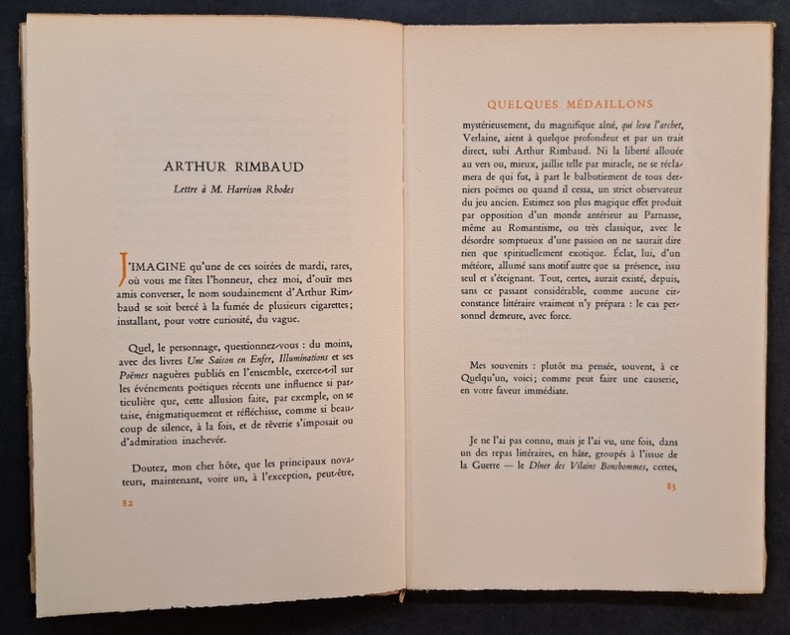 ARTHUR RIMBAUD
Lettre à M. Harrison Rhodes
J'IMAGINE qu'une de ces soirées de mardi, rares,
où vous me fîtes l'honneur, chez moi, d'ouïr mes
amis converser, le nom soudainement d'Arthur Rim-
baud se soit bercé à la fumée de plusieurs cigarettes;
installant, pour votre curiosité, du vague.
Quel, le personnage, questionnez-vous : du moins,
avec des livres Une Saison en Enfer, Illuminations et ses
Poèmes naguères publiés en l'ensemble, exerce-t-il sur
les événements poëtiques récents une influence si par-
ticulière que, cette allusion faite, par exemple, on se
taise, énigmatiquement et réfléchisse, comme si beau-
coup de silence, à la fois, et de rêverie s'imposait ou
d'admiration inachevée.
Doutez, mon cher hôte, que les principaux nova-
teurs, maintenant, voire un, à l'exception, peut-être,
82
QUELQUES MÉDAILLONS
mystérieusement, du magnifique aîné, qui leva l'archet,
Verlaine, aient à quelque profondeur et par un trait
direct, subi Arthur Rimbaud. Ni la liberté allouée
au vers ou, mieux, jaillie telle par miracle, ne se récla-
mera de qui fut, à part le balbutiement de tous der-
niers poëmes ou quand il cessa, un strict observateur
du jeu ancien. Estimez son plus magique effet produit
par opposition d'un monde antérieur au Parnasse,
même au Romantisme, ou très classique, avec le
désordre somptueux d'une passion on ne saurait dire
rien que spirituellement exotique. Éclat, lui, d'un
météore, allumé sans motif autre que sa présence, issu
seul et s'éteignant. Tout, certes, aurait existé, depuis,
sans ce passant considérable, comme aucune cir-
constance littéraire vraiment n'y prépara : le cas per-
sonnel demeure, avec force.
Mes souvenirs : plutôt ma pensée, souvent, à ce
Quelqu'un, voici; comme peut faire une causerie,
en votre faveur immédiate.
Je ne l'ai pas connu, mais je l'ai vu, une fois, dans
un des repas littéraires, en hâte, groupés à l'issue de
la Guerre — le Dîner des Vilains Bonshommes, certes,
83